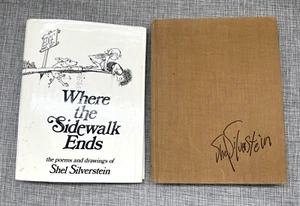 Where
the
Sidewalk
Ends
the poems and drawings of
Shel Silverstein
Shel Silverstein